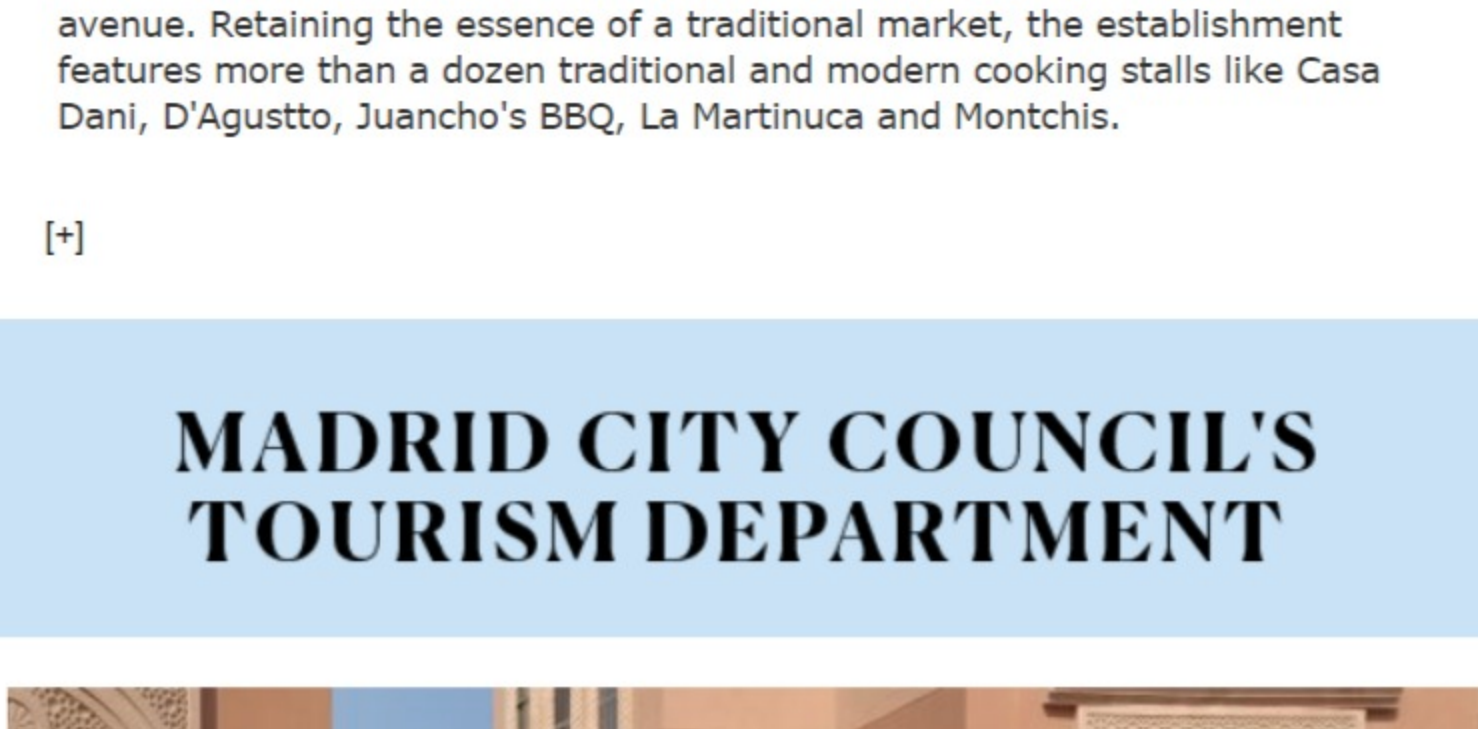 avenue. Retaining the essence of a traditional market, the establishment
features more than a dozen traditional and modern cooking stalls like Casa
Dani, D'Agustto, Juancho's BBQ, La Martinuca and Montchis.
[+]
MADRID CITY COUNCIL'S
TOURISM DEPARTMENT